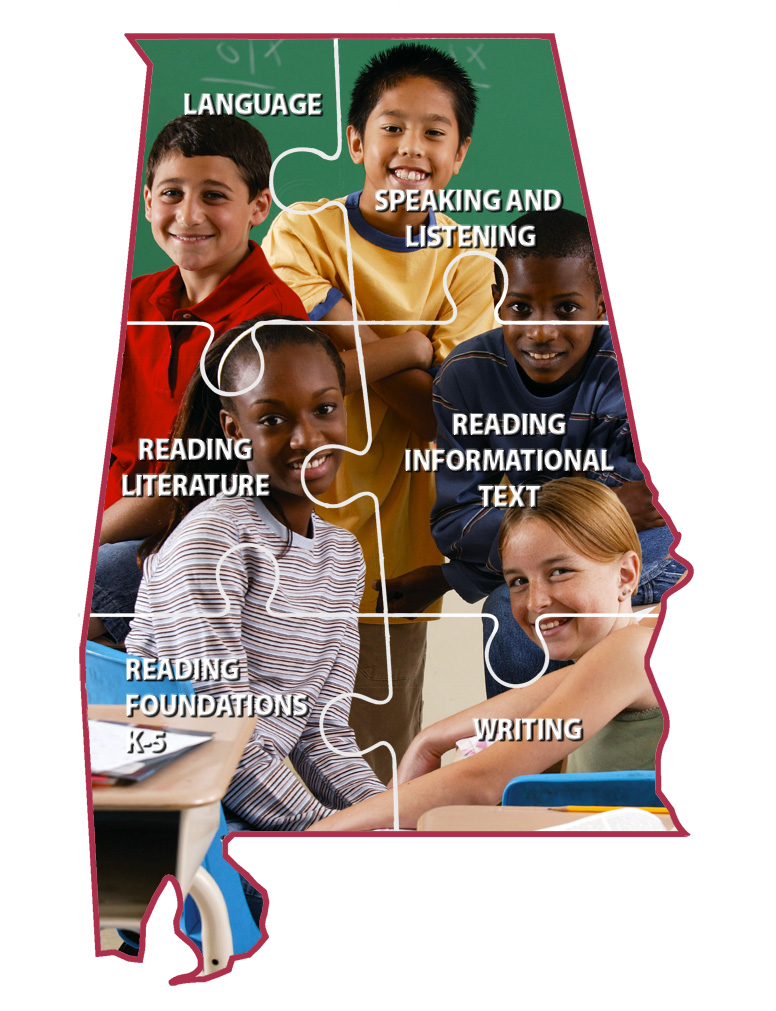 LANGUAGE
SPEAKING AND
LISTENING
READING
LITERATURE
READING
INFORMATIONAL
TEXT
READING
FOUNDATIONS
K-5
WRITING